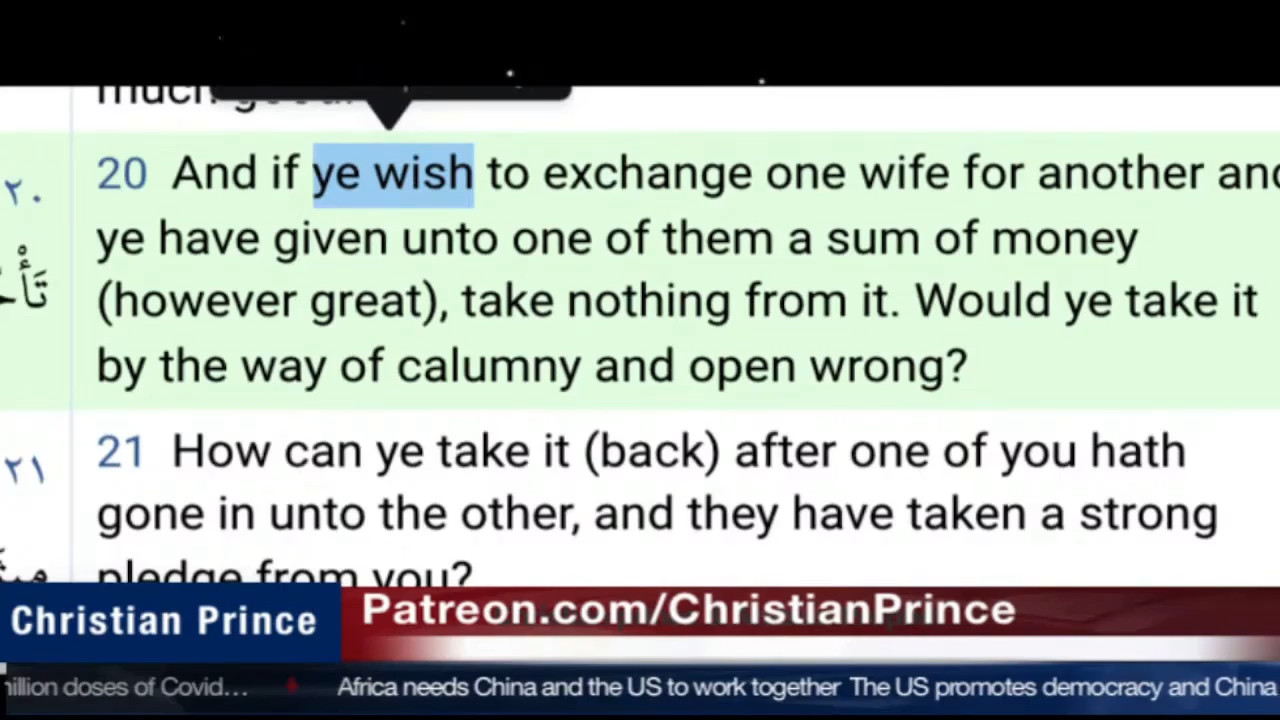 much good.
20 And if ye wish to exchange one wife for another and
٢٠
ye have given unto one of them a sum of money
(however great), take nothing from it. Would ye take it
by the way of calumny and open wrong?
21 How can ye take it (back) after one of you hath
٢١
gone in unto the other, and they have taken a strong
pledge from you?
Christian Prince
Patreon.com/ChristianPrince
illion doses of Covid... Africa needs China and the US to work together The US promotes democracy and China